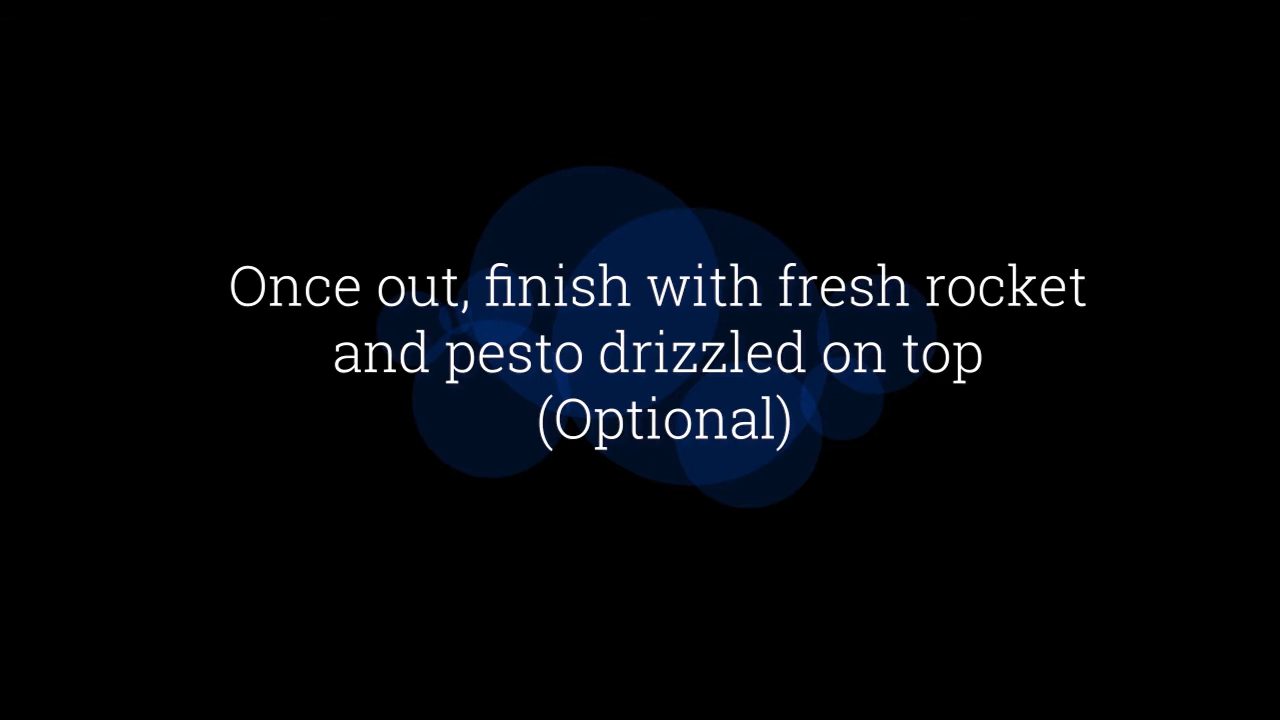 Once out, finish with fresh rocket
and pesto drizzled on top
(Optional)